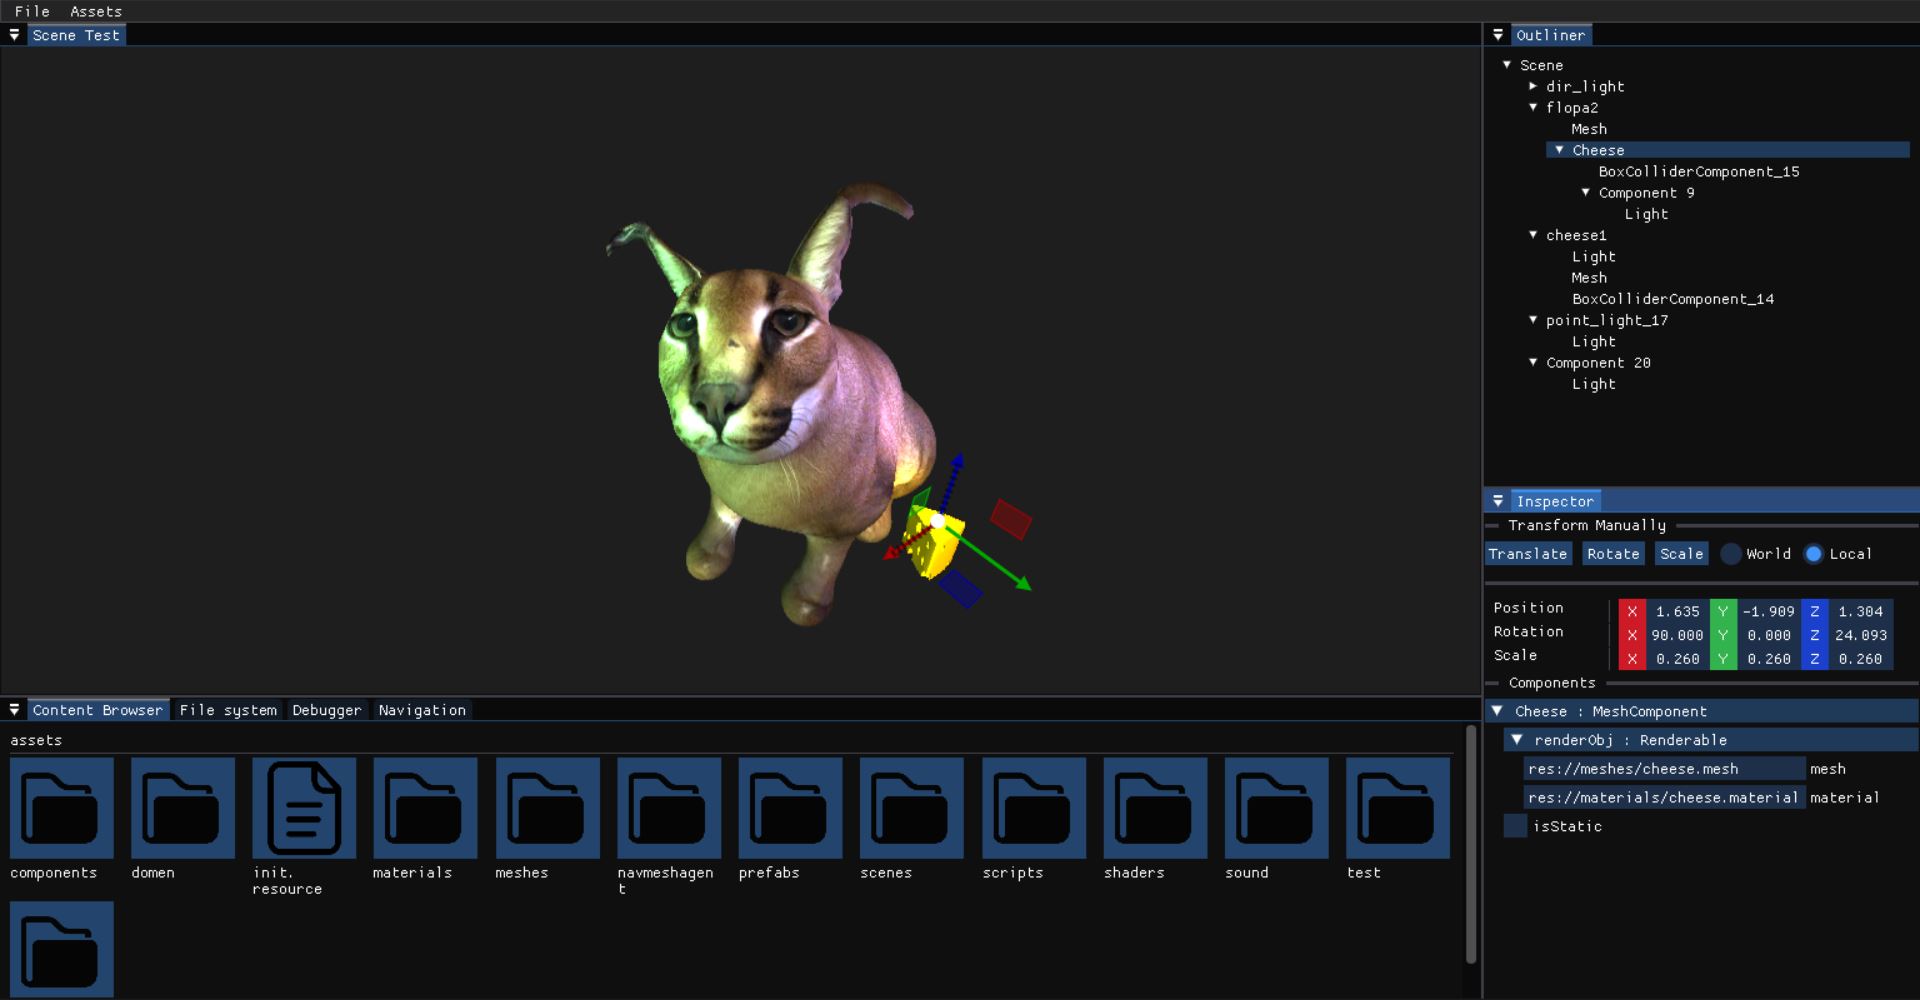 File Assets
Scene Test
Outliner
Scene
dir_light
flopa2
Mesh
Cheese
BoxColliderComponent_15
Component 9
Light
cheese1
Light
Mesh
BoxColliderComponent_14
point_light_17
Light
Component 20
Light
Inspector
Transform Manually
Translate Rotate Scale World Local
Position X 1.635 Y -1.909 Z 1.304
Rotation X 90.000 Y 0.000 Z 24.093
Scale X 0.260 Y 0.260 Z 0.260
Components
Cheese : MeshComponent
renderObj : Renderable
res://meshes/cheese.mesh mesh
res://materials/cheese.material material
isStatic
Content Browser File system Debugger Navigation
assets
components domen init. materials meshes navmeshagen prefabs scenes scripts shaders sound test
resource t